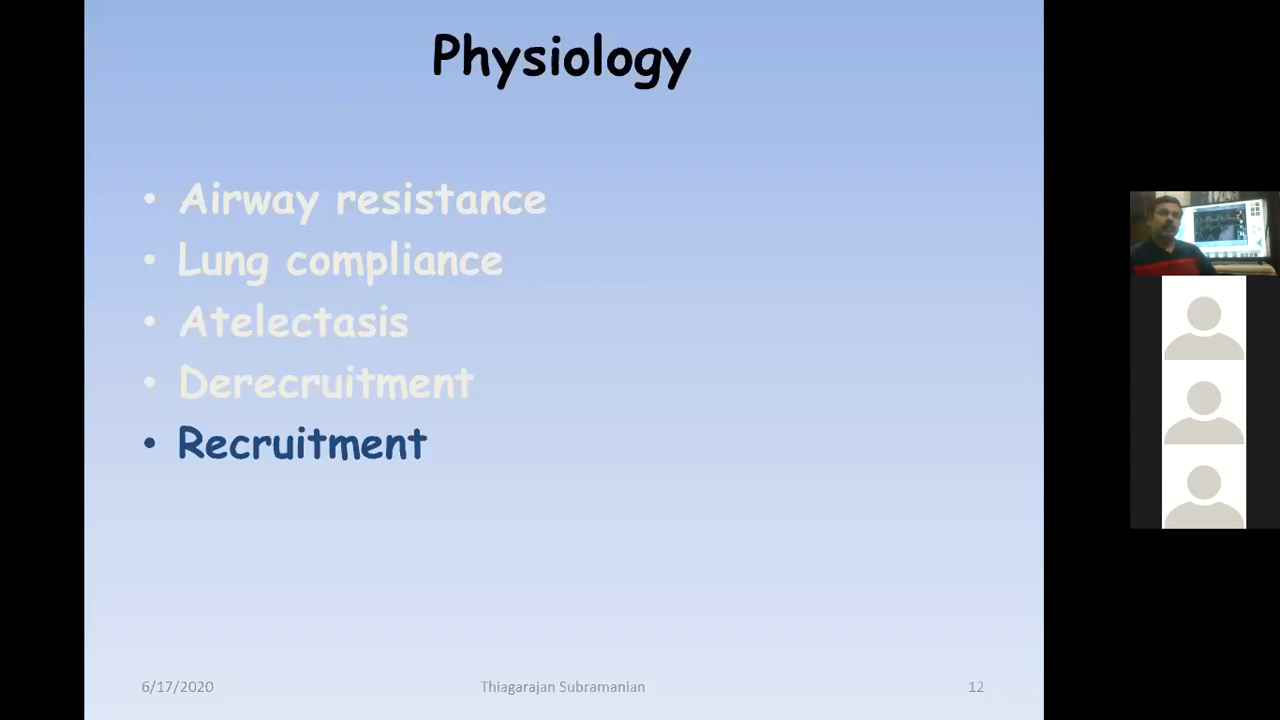 Physiology
• Airway resistance
• Lung compliance
• Atelectasis
• Derecruitment
• Recruitment
6/17/2020 Thiagarajan Subramanian 12